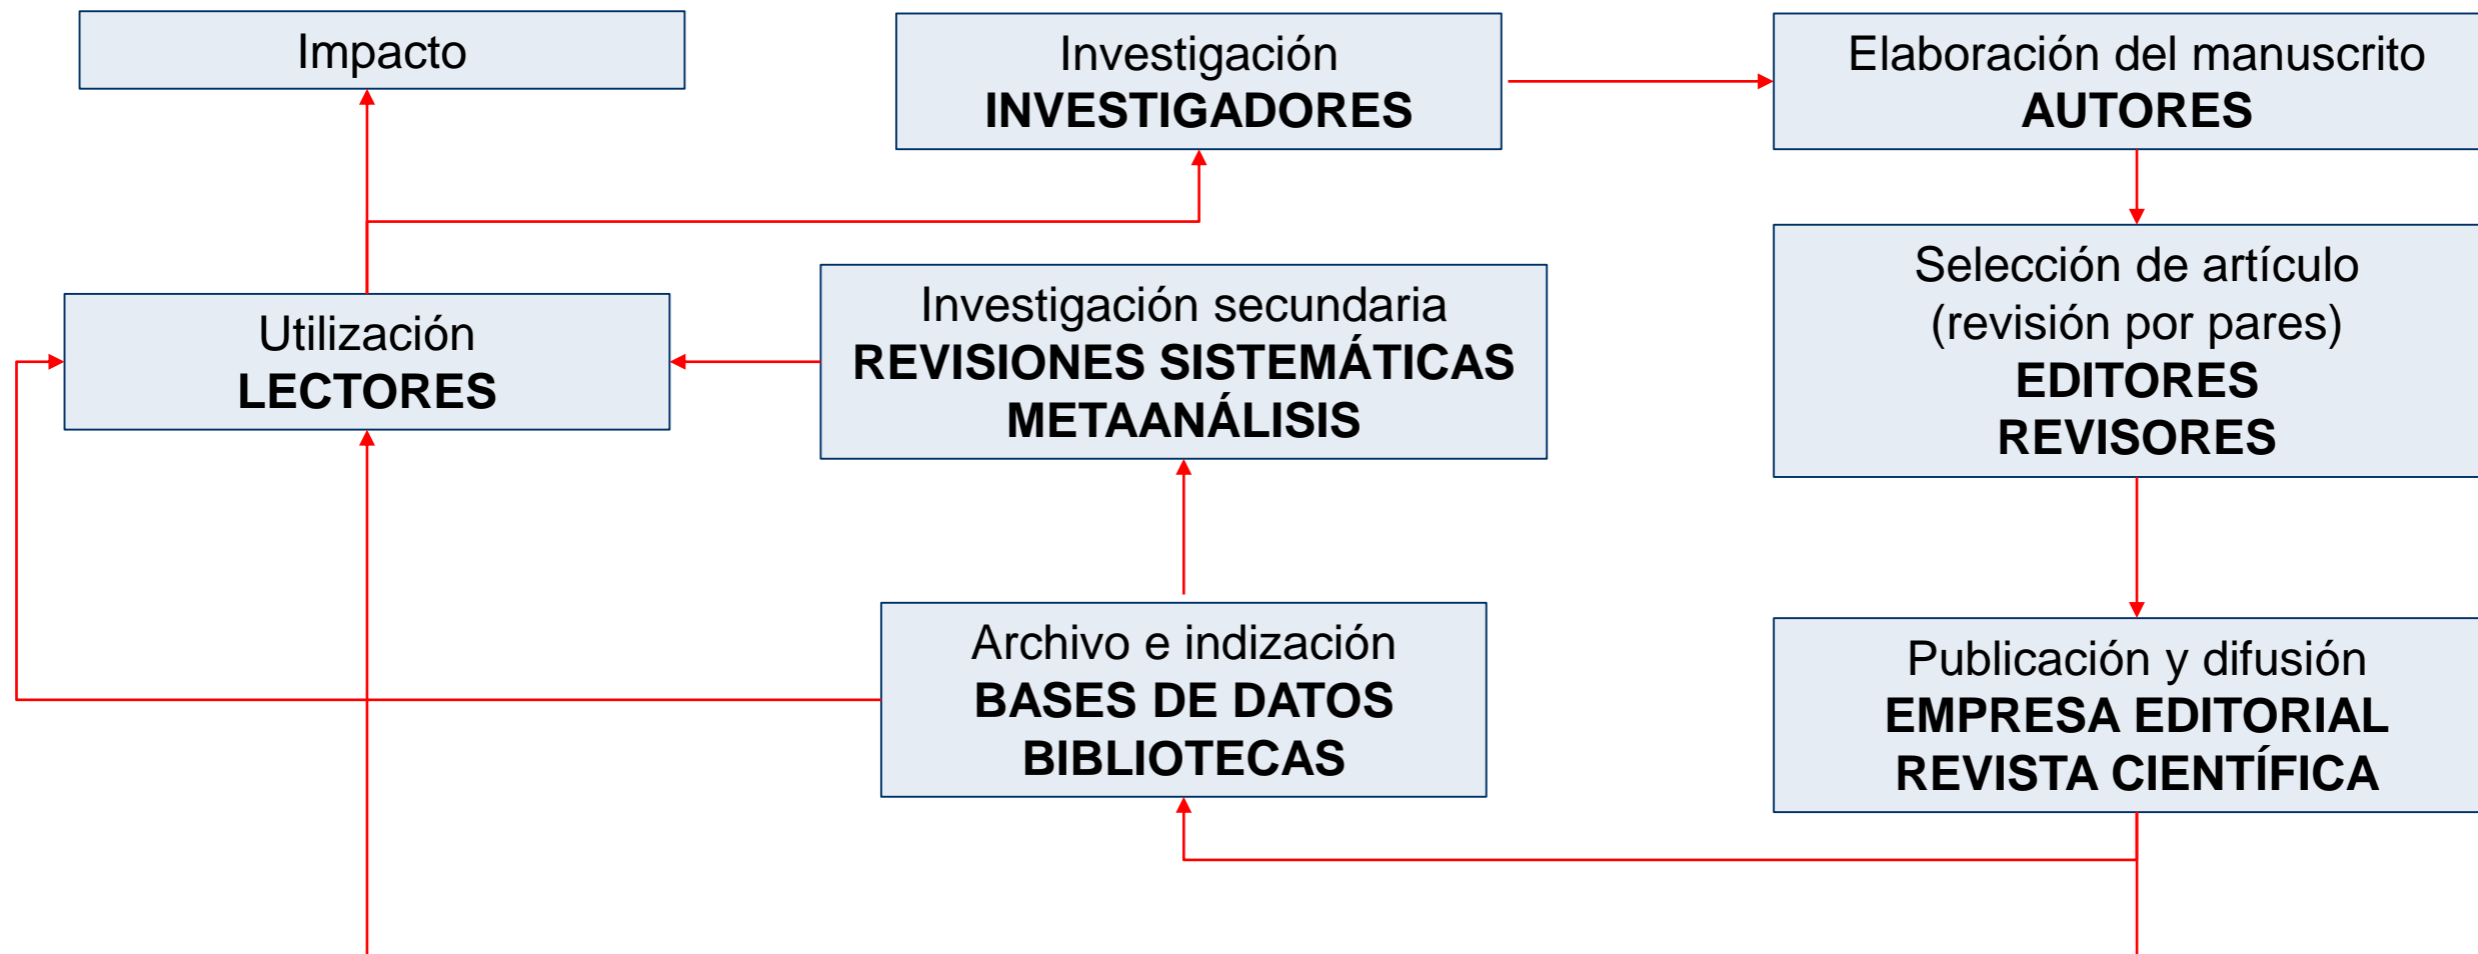 Impacto
Investigación
INVESTIGADORES
Elaboración del manuscrito
AUTORES
Utilización
LECTORES
Investigación secundaria
REVISIONES SISTEMÁTICAS
METAANÁLISIS
Selección de artículo
(revisión por pares)
EDITORES
REVISORES
Archivo e indización
BASES DE DATOS
BIBLIOTECAS
Publicación y difusión
EMPRESA EDITORIAL
REVISTA CIENTÍFICA